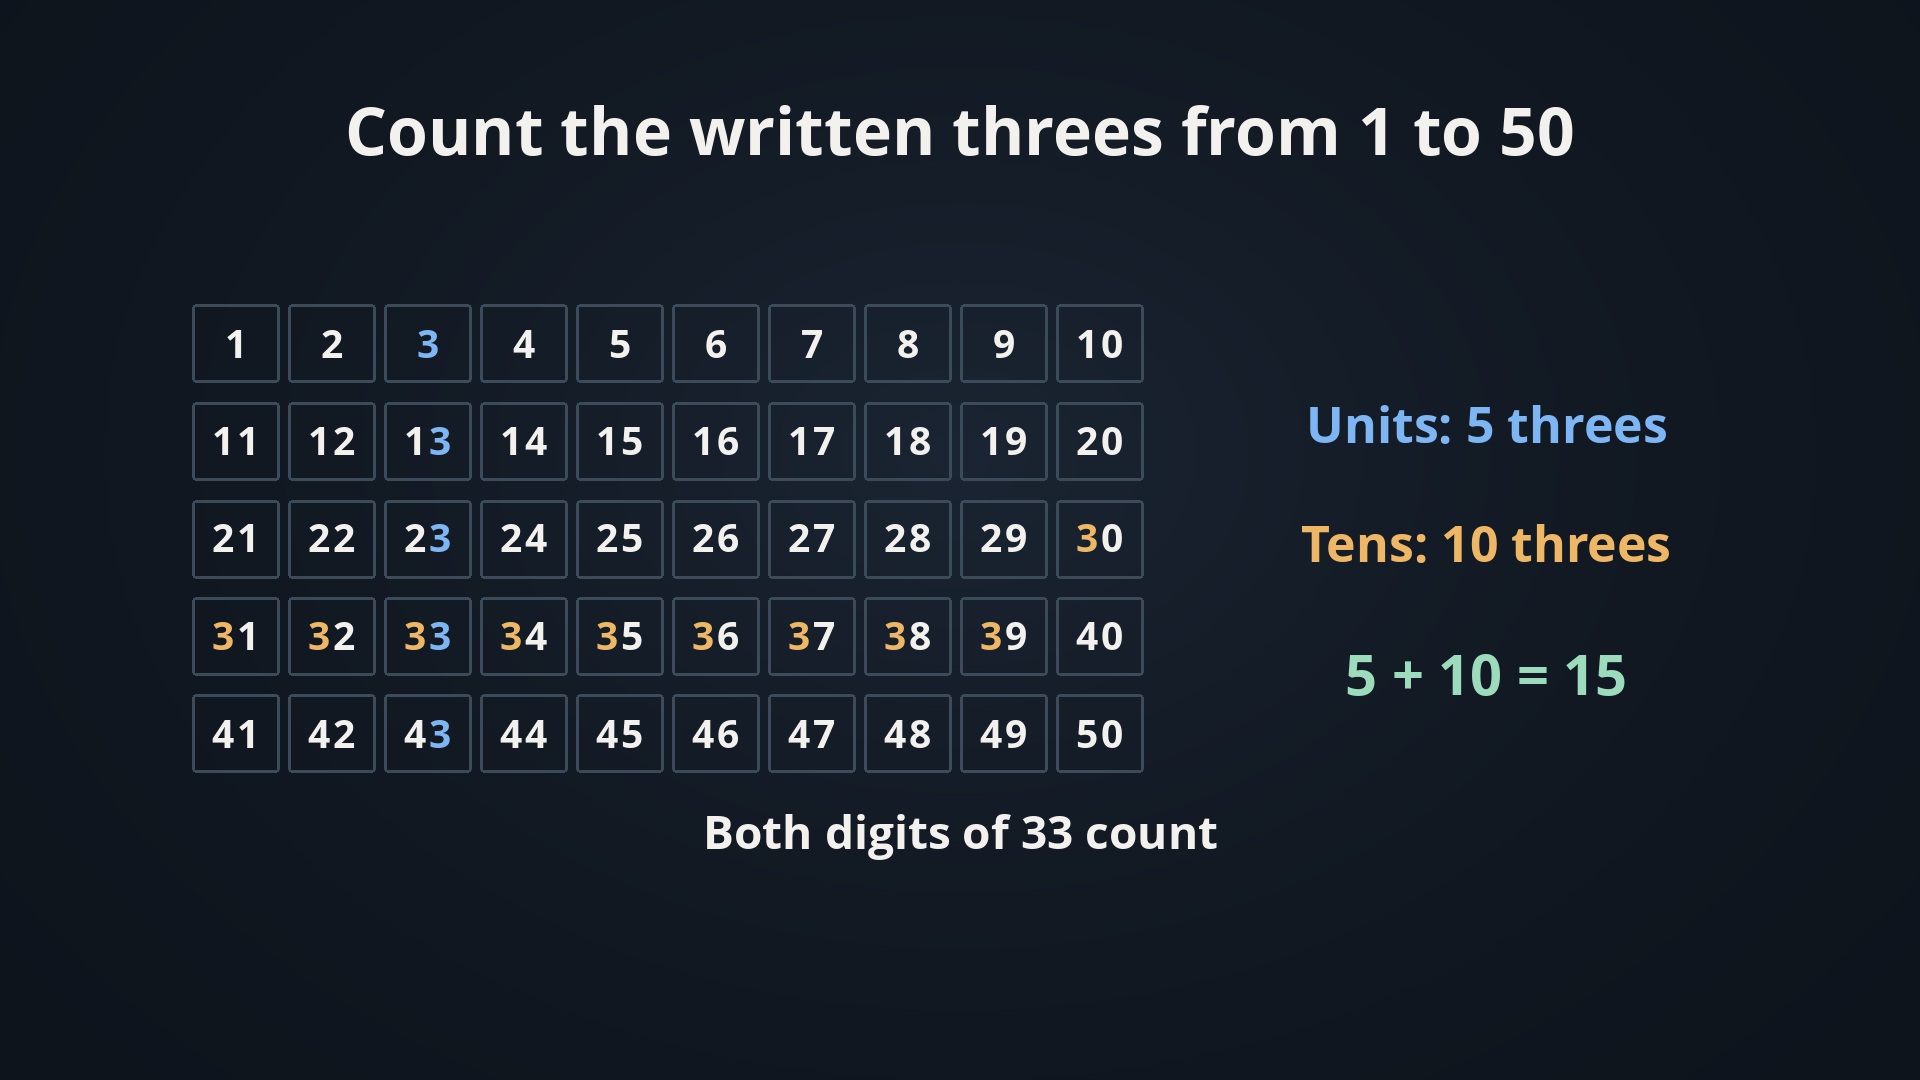 Count the written threes from 1 to 50
1 2 3 4 5 6 7 8 9 10
11 12 13 14 15 16 17 18 19 20
21 22 23 24 25 26 27 28 29 30
31 32 33 34 35 36 37 38 39 40
41 42 43 44 45 46 47 48 49 50
Units: 5 threes
Tens: 10 threes
5 + 10 = 15
Both digits of 33 count